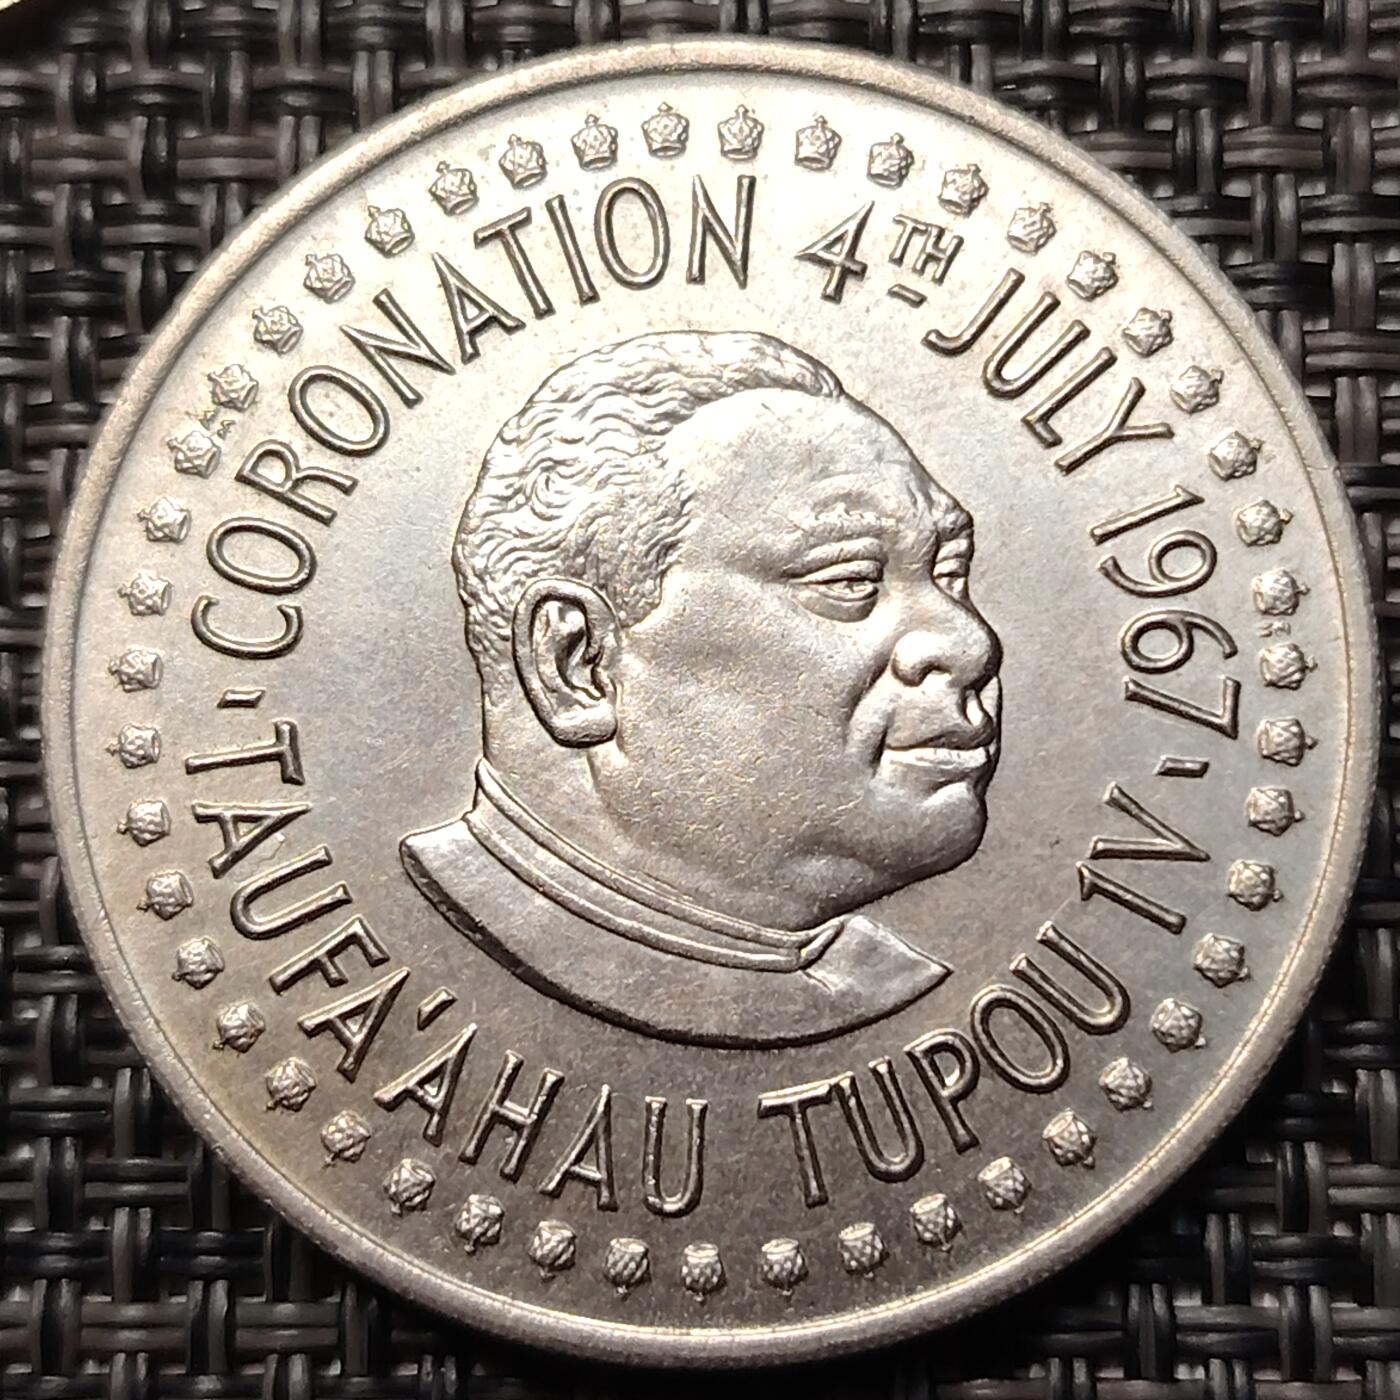 'CORONATION 4TH JULY 1967'
'TAUFA'AHAU TUPOU IV